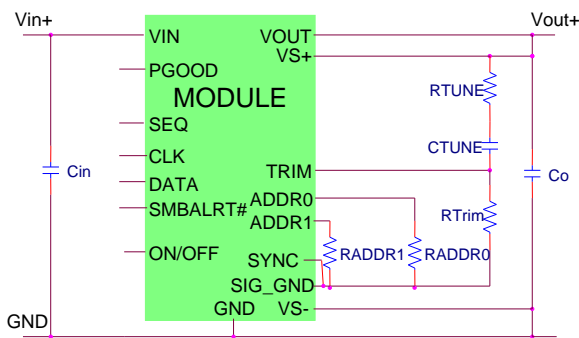 Vin+
Vout+
VIN
VOUT
VS+
PGOOD
RTUNE
MODULE
SEQ
CTUNE
CLK
TRIM
Cin
Co
DATA
ADDR0
SMBALRT#
ADDR1
RTrim
ON/OFF
SYNC
RADDR1
RADDR0
SIG_GND
GND
GND
VS-